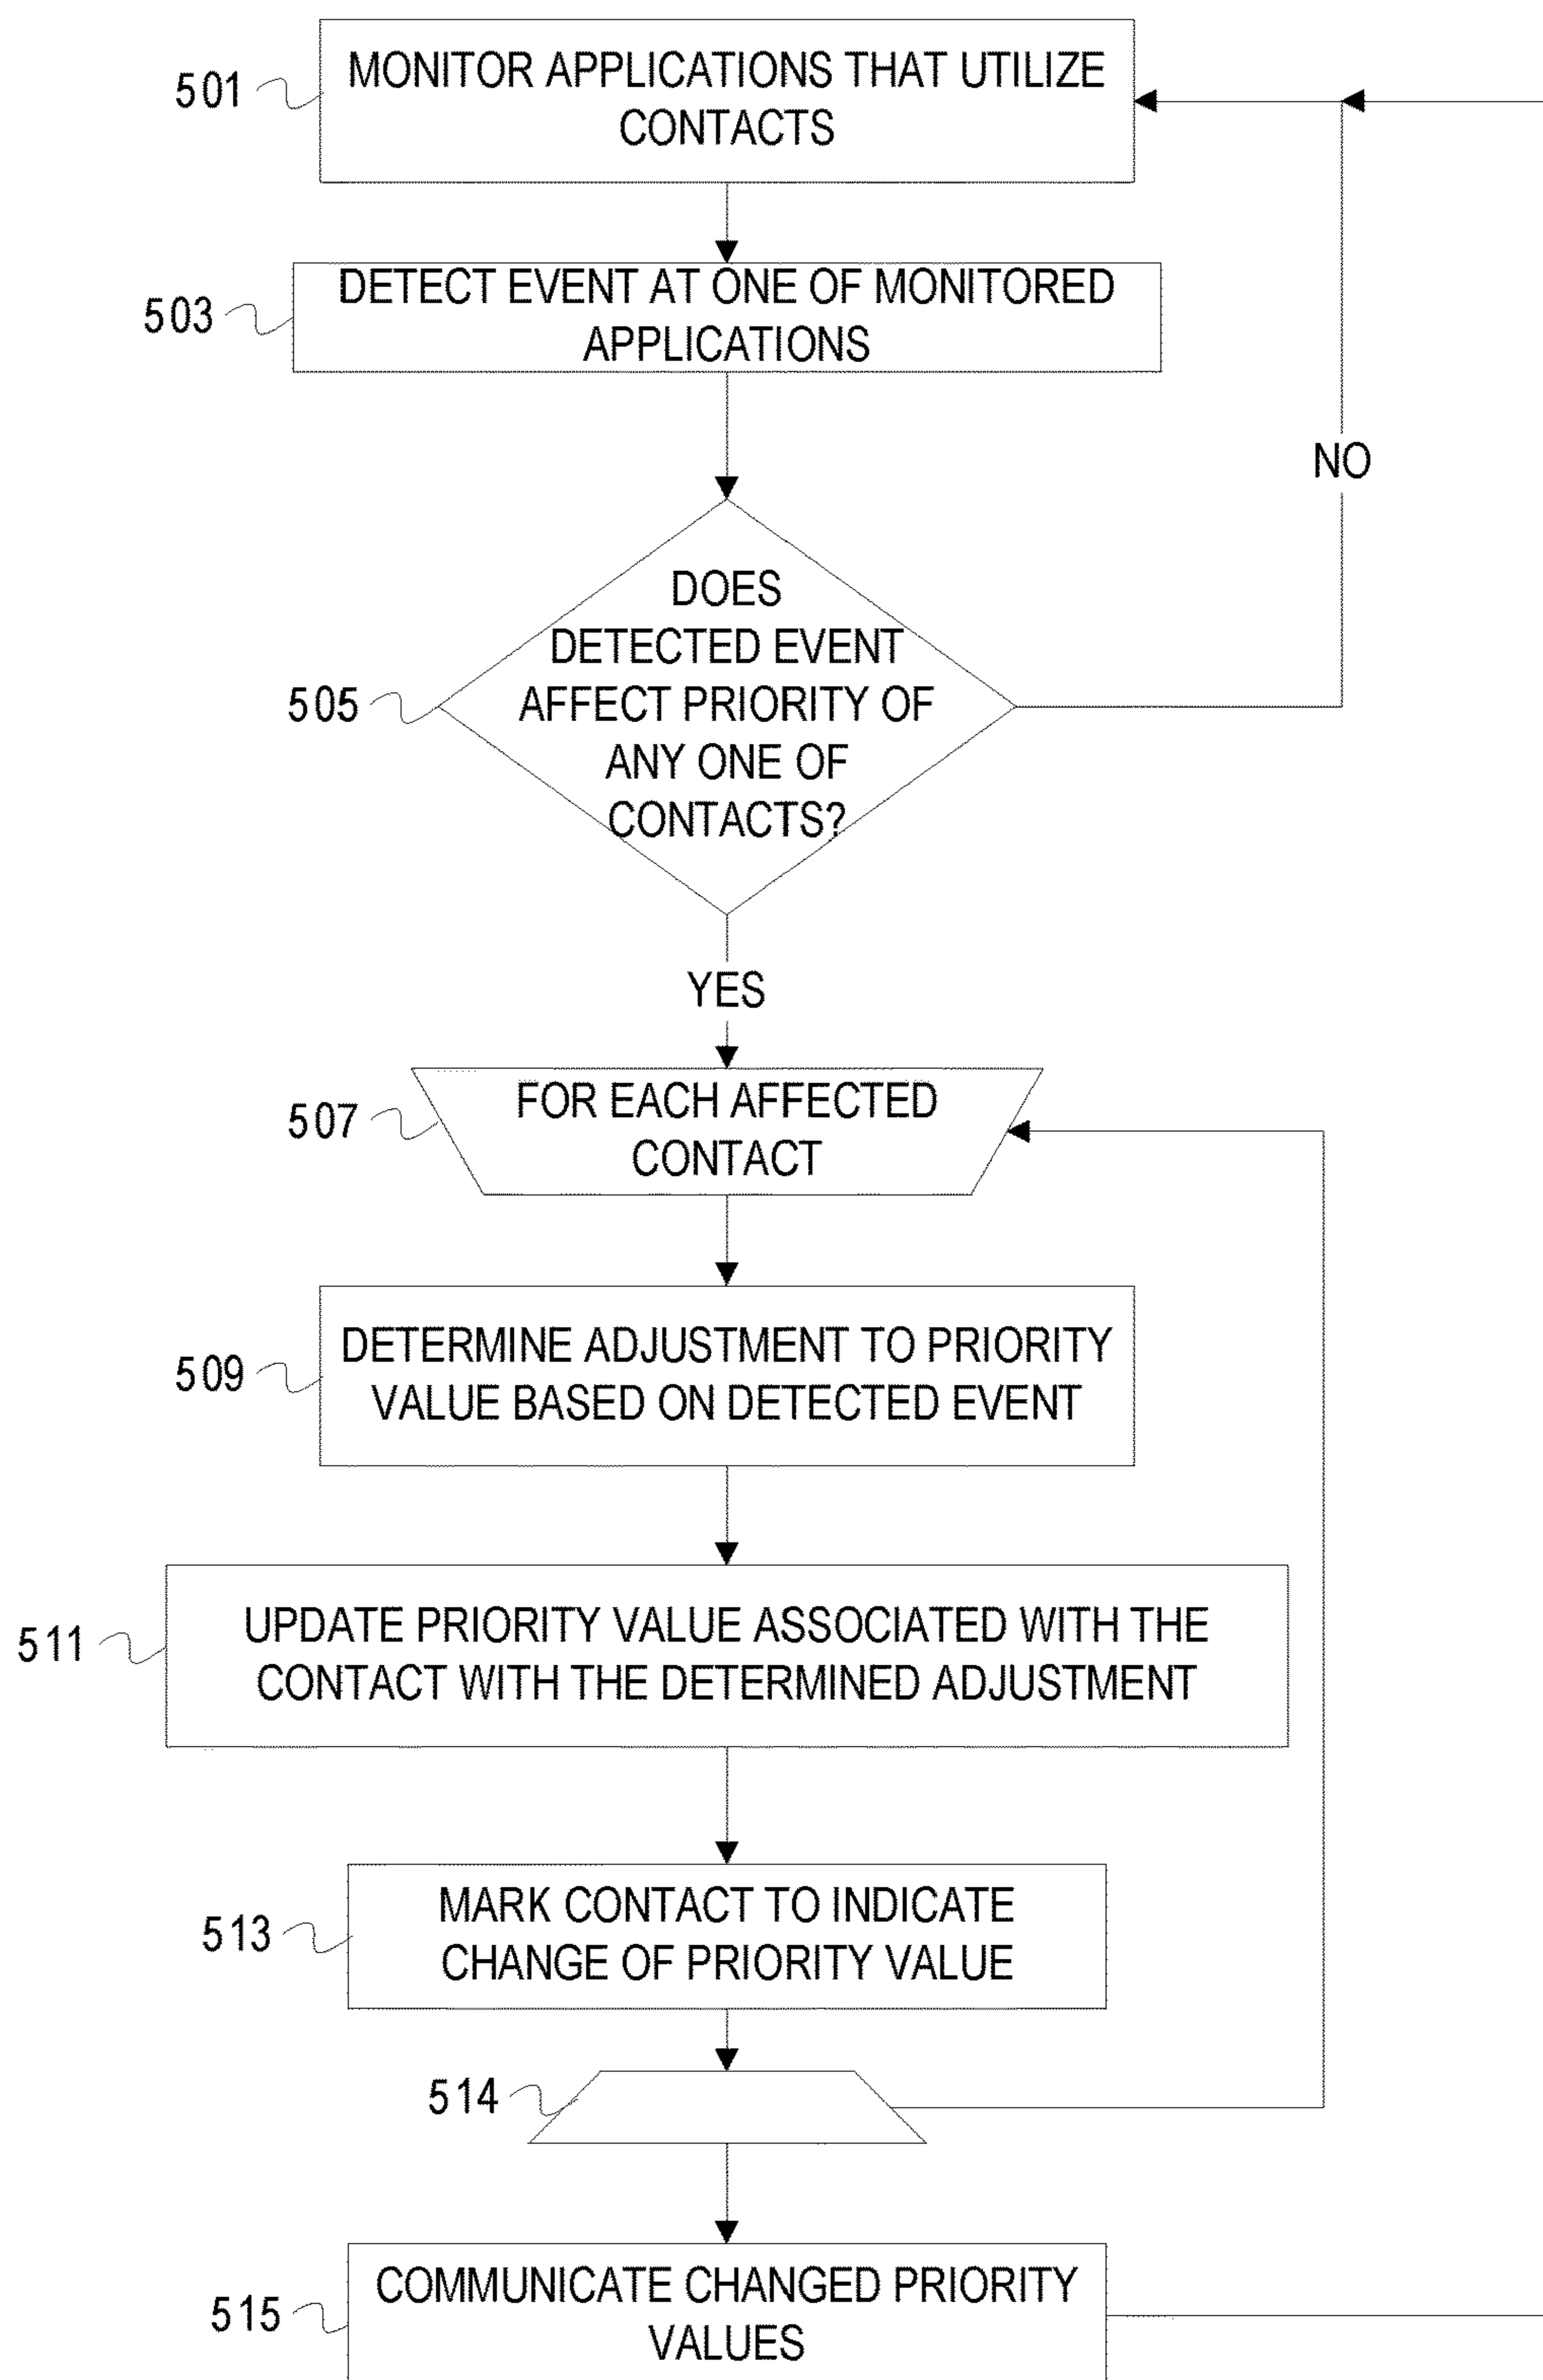 501
MONITOR APPLICATIONS THAT UTILIZE
CONTACTS
503
DETECT EVENT AT ONE OF MONITORED
APPLICATIONS
NO
505
DOES
DETECTED EVENT
AFFECT PRIORITY OF
ANY ONE OF
CONTACTS?
YES
507
FOR EACH AFFECTED
CONTACT
509
DETERMINE ADJUSTMENT TO PRIORITY
VALUE BASED ON DETECTED EVENT
511
UPDATE PRIORITY VALUE ASSOCIATED WITH THE
CONTACT WITH THE DETERMINED ADJUSTMENT
513
MARK CONTACT TO INDICATE
CHANGE OF PRIORITY VALUE
514
515
COMMUNICATE CHANGED PRIORITY
VALUES